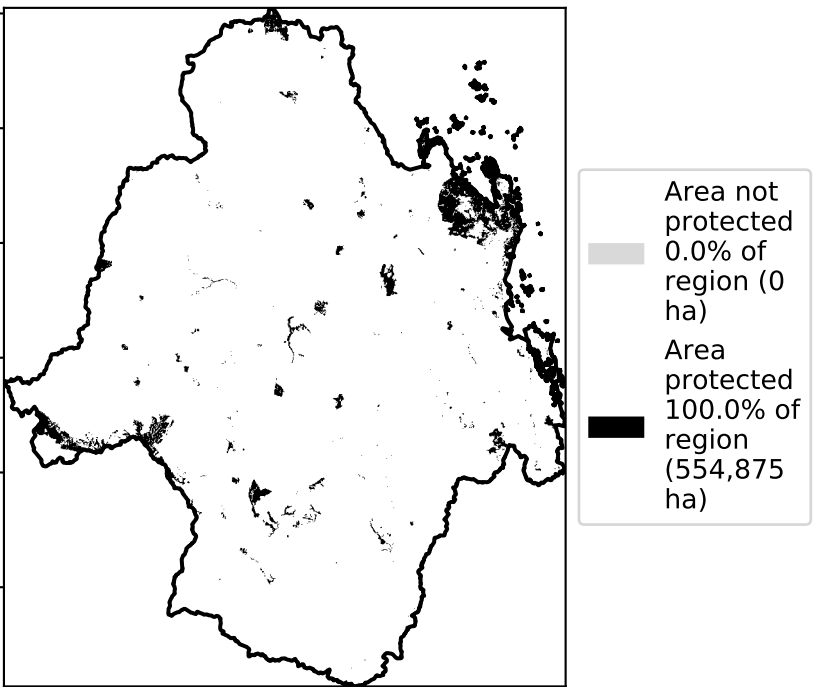 Area not
protected
0.0% of
region (0
ha)
Area
protected
100.0% of
region
(554,875
ha)